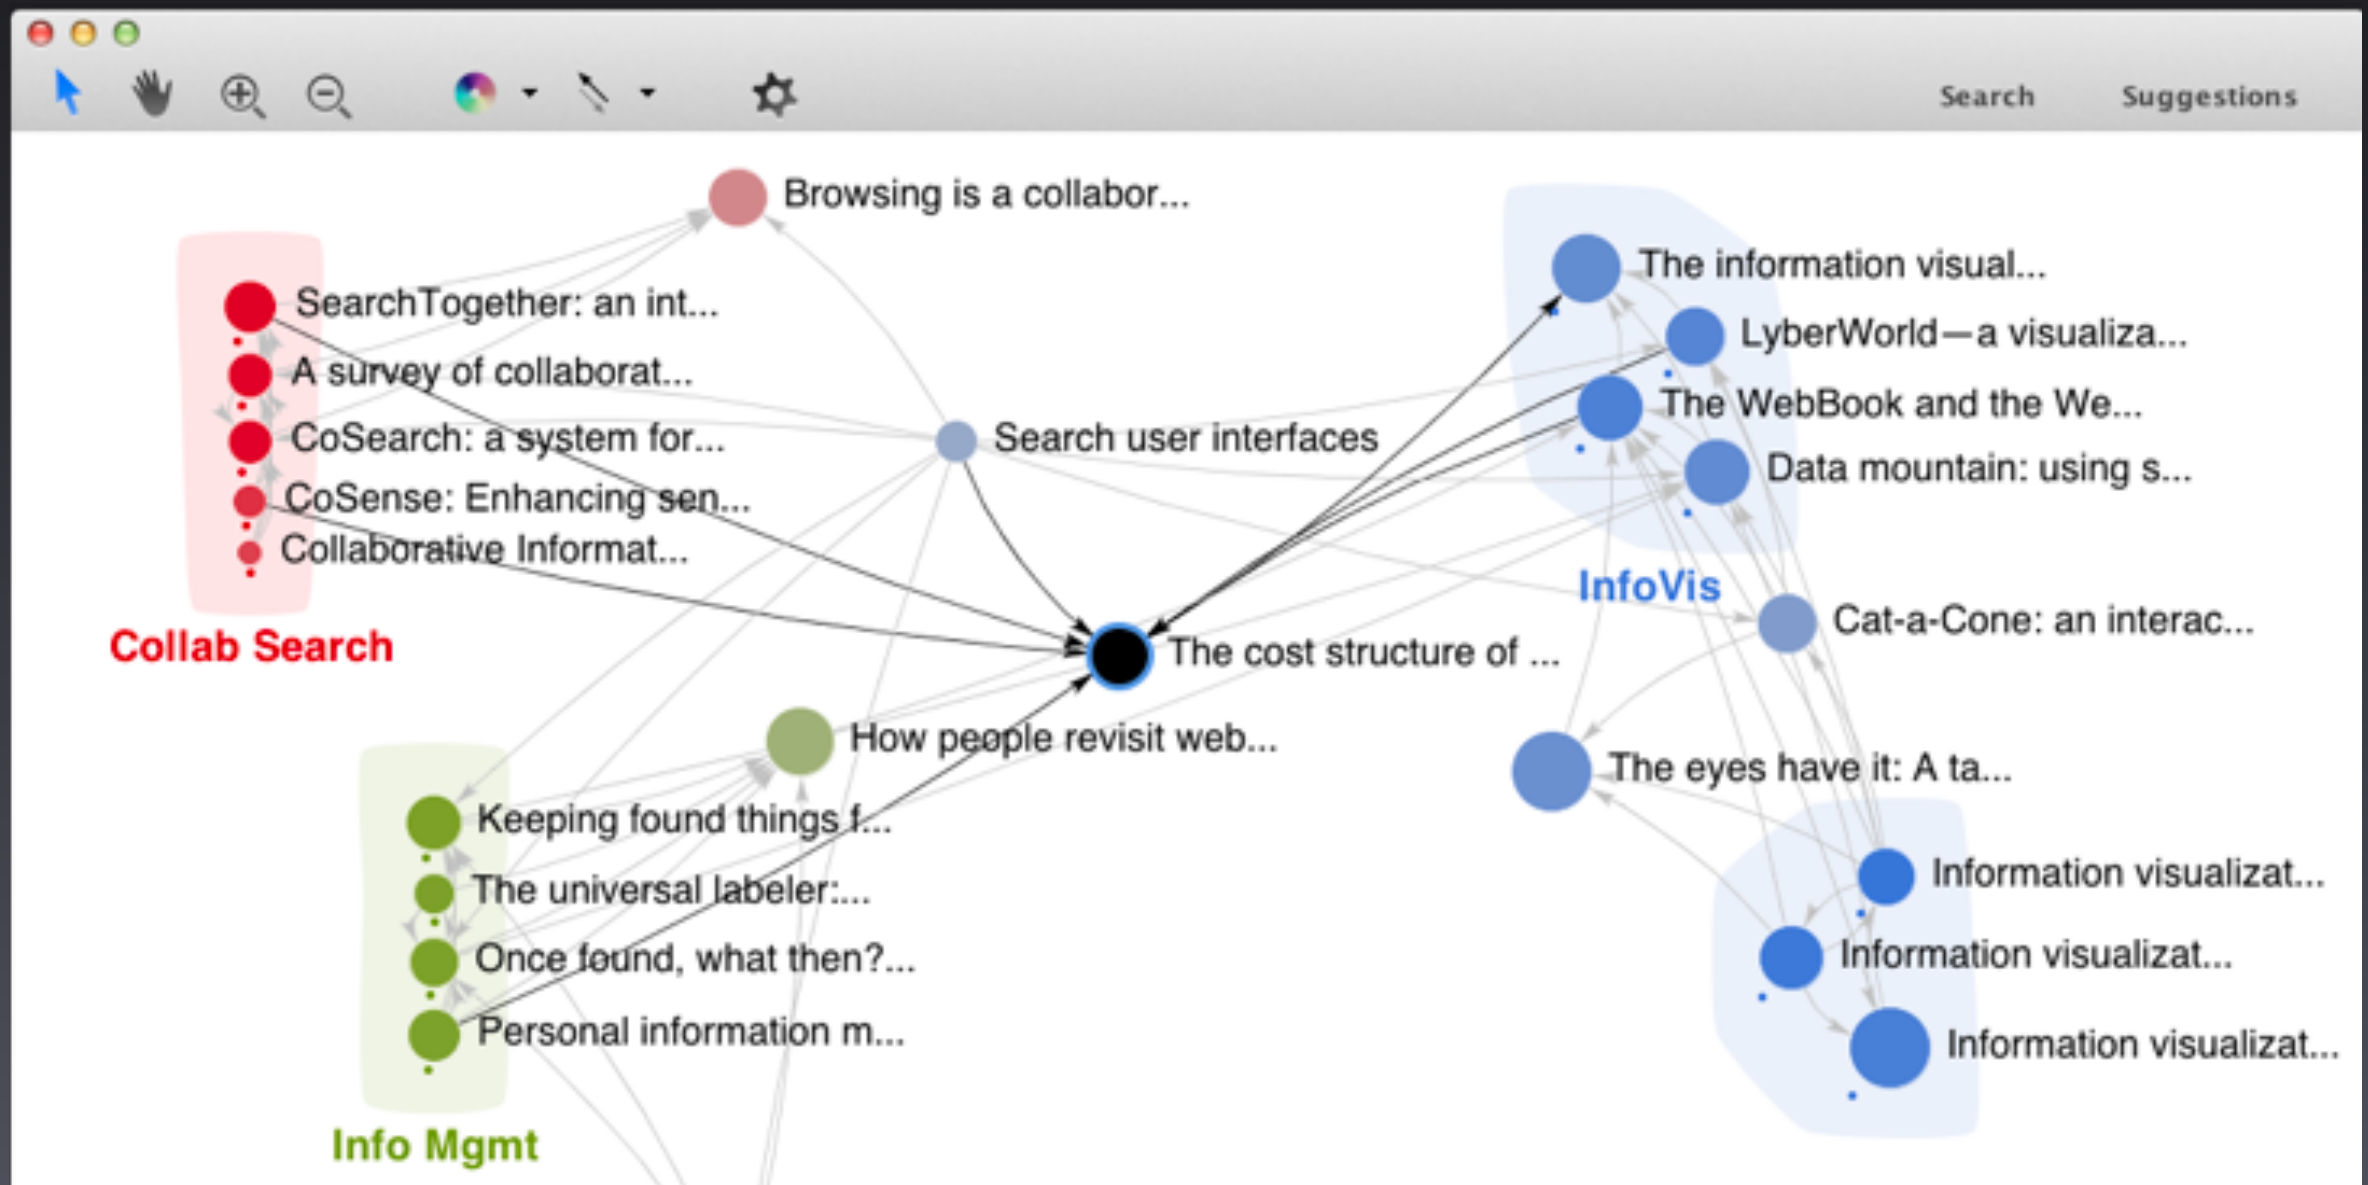 Search
Suggestions
Browsing is a collabor...
SearchTogether: an int...
A survey of collaborat...
CoSearch: a system for...
CoSense: Enhancing sen...
Collaborative Informat...
Collab Search
Search user interfaces
The information visual...
LyberWorld—a visualiza...
The WebBook and the We...
Data mountain: using s...
InfoVis
Cat-a-Cone: an interac...
The cost structure of ...
How people revisit web...
The eyes have it: A ta...
Keeping found things f...
The universal labeler:...
Once found, what then?...
Personal information m...
Info Mgmt
Information visualizat...
Information visualizat...
Information visualizat...